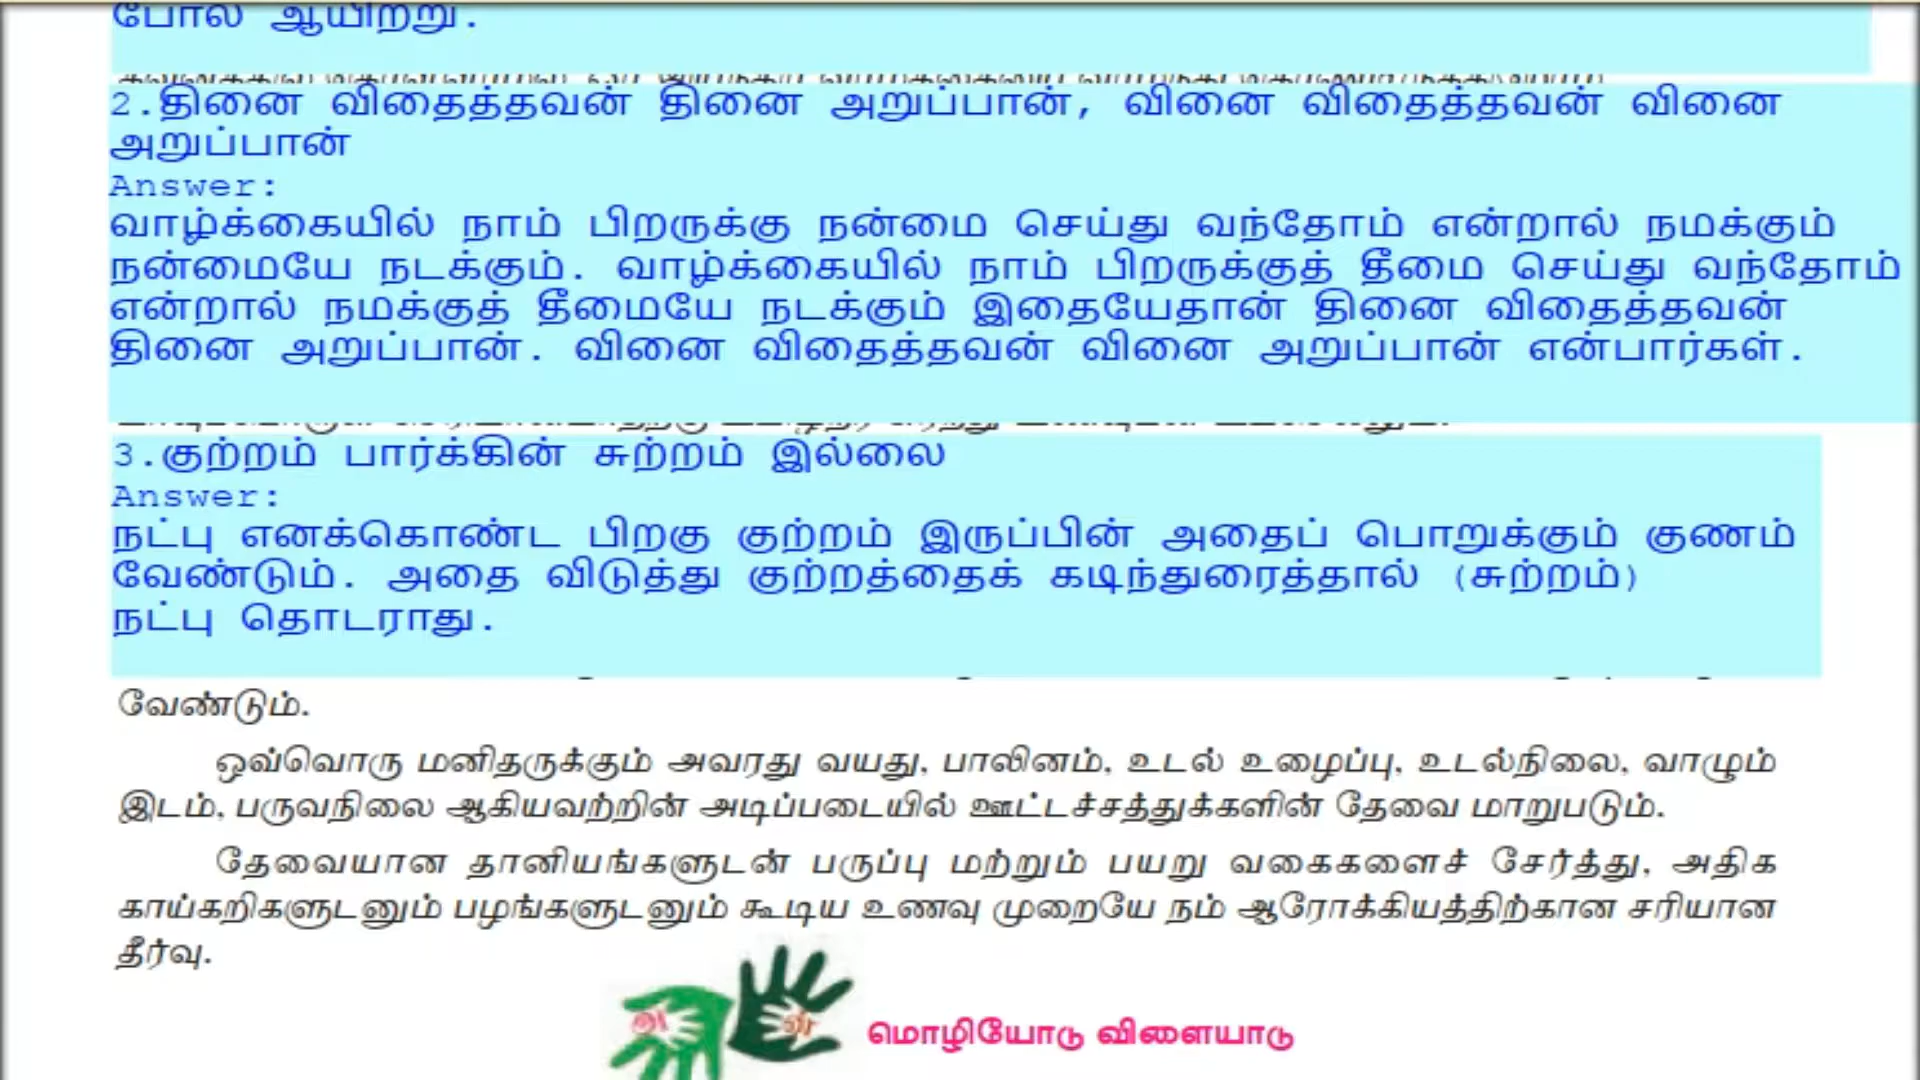 போல ஆயிற்று.
2.தினை விதைத்தவன் தினை அறுப்பான், வினை விதைத்தவன் வினை
அறுப்பான்
Answer:
வாழ்க்கையில் நாம் பிறருக்கு நன்மை செய்து வந்தோம் என்றால் நமக்கும்
நன்மையே நடக்கும். வாழ்க்கையில் நாம் பிறருக்குத் தீமை செய்து வந்தோம்
என்றால் நமக்குத் தீமையே நடக்கும் இதையேதான் தினை விதைத்தவன்
தினை அறுப்பான். வினை விதைத்தவன் வினை அறுப்பான் என்பார்கள்.
3.குற்றம் பார்க்கின் சுற்றம் இல்லை
Answer:
நட்பு எனக்கொண்ட பிறகு குற்றம் இருப்பின் அதைப் பொறுக்கும் குணம்
வேண்டும். அதை விடுத்து குற்றத்தைக் கடிந்துரைத்தால் (சுற்றம்)
நட்பு தொடராது.
வேண்டும்.
ஒவ்வொரு மனிதருக்கும் அவரது வயது, பாலினம், உடல் உழைப்பு, உடல்நிலை, வாழும்
இடம், பருவநிலை ஆகியவற்றின் அடிப்படையில் ஊட்டச்சத்துக்களின் தேவை மாறுபடும்.
தேவையான தானியங்களுடன் பருப்பு மற்றும் பயறு வகைகளைச் சேர்த்து, அதிக
காய்கறிகளுடனும் பழங்களுடனும் கூடிய உணவு முறையே நம் ஆரோக்கியத்திற்கான சரியான
தீர்வு.
மொழியோடு விளையாடு